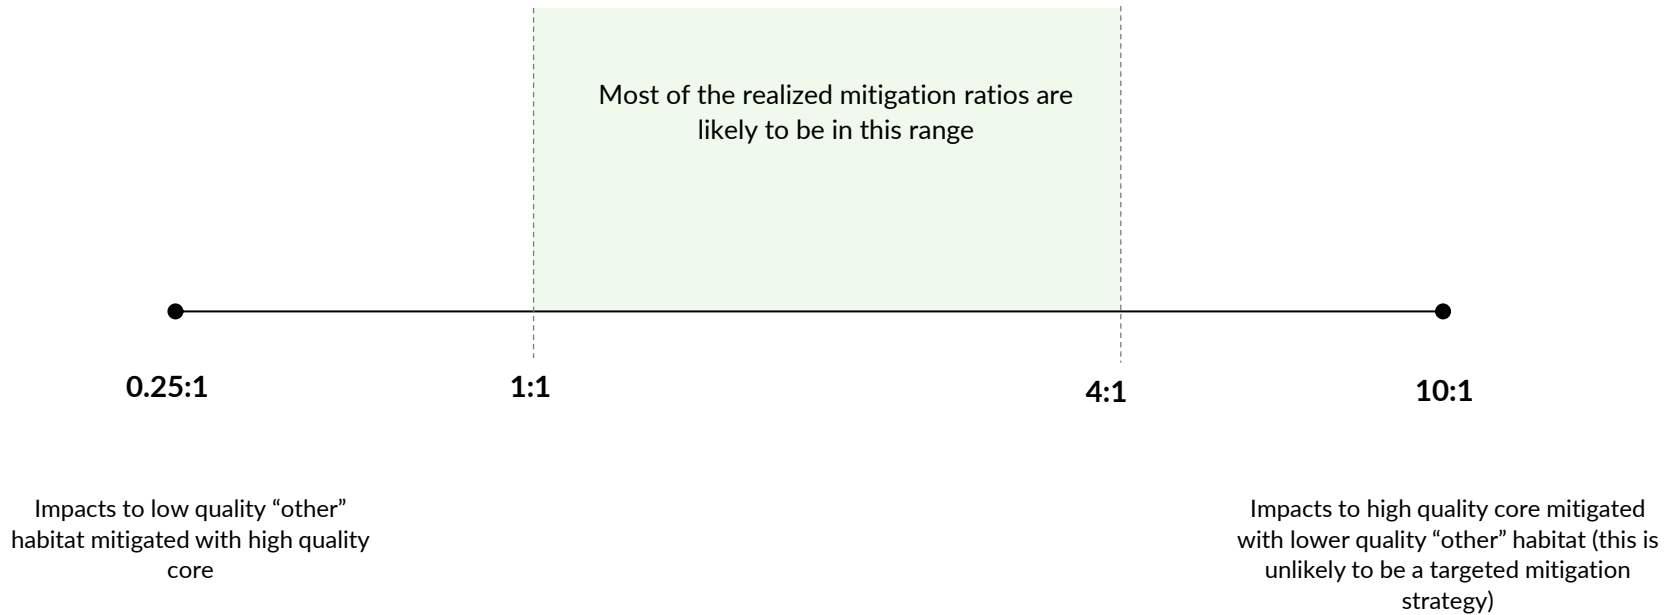 Most of the realized mitigation ratios are
likely to be in this range
0.25:1
1:1
4:1
10:1
Impacts to low quality “other”
habitat mitigated with high quality
core
Impacts to high quality core mitigated
with lower quality “other” habitat (this is
unlikely to be a targeted mitigation
strategy)